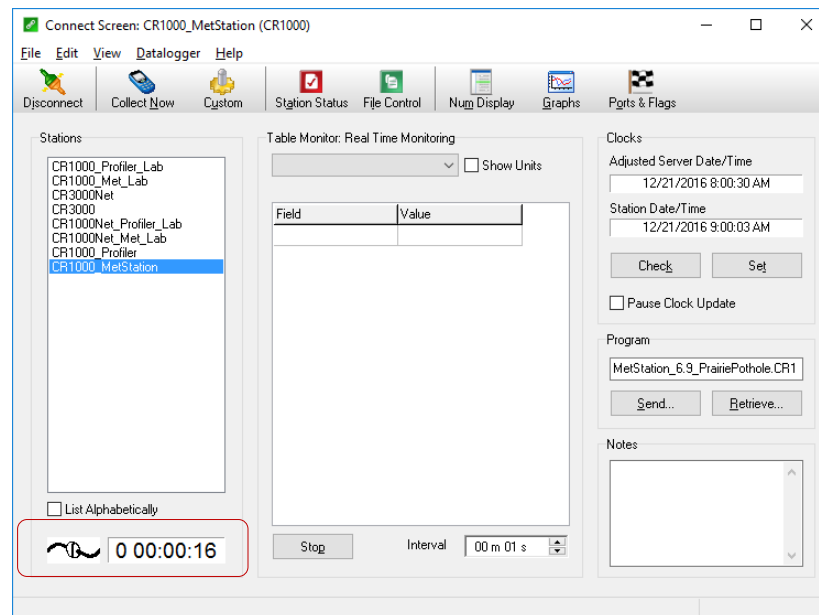 Connect Screen: CR1000_MetStation (CR1000)
File Edit View Datalogger Help
Disconnect Collect Now Custom Station Status File Control Num Display Graphs Ports & Flags
Stations
CR1000_Profiler_Lab
CR1000_Met_Lab
CR3000Net
CR3000
CR1000Net_Profiler_Lab
CR1000Net_Met_Lab
CR1000_Profiler
CR1000_MetStation
List Alphabetically
0 00:00:16
Table Monitor: Real Time Monitoring
Show Units
Field Value
Stop Interval 00 m 01 s
Clocks
Adjusted Server Date/Time
12/21/2016 8:00:30 AM
Station Date/Time
12/21/2016 9:00:03 AM
Check Set
Pause Clock Update
Program
MetStation_6.9_PrairiePothole.CR1
Send... Retrieve...
Notes